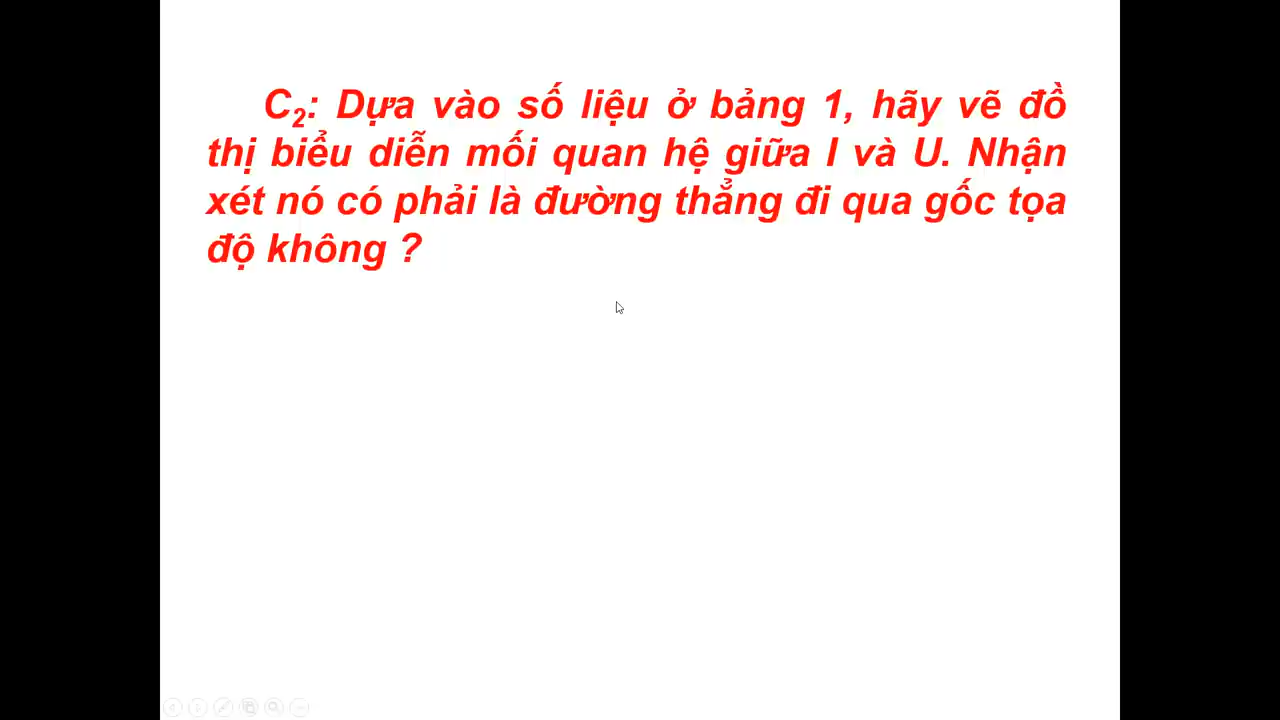 C₂: Dựa vào số liệu ở bảng 1, hãy vẽ đồ
thị biểu diễn mối quan hệ giữa I và U. Nhận
xét nó có phải là đường thẳng đi qua gốc tọa
độ không ?